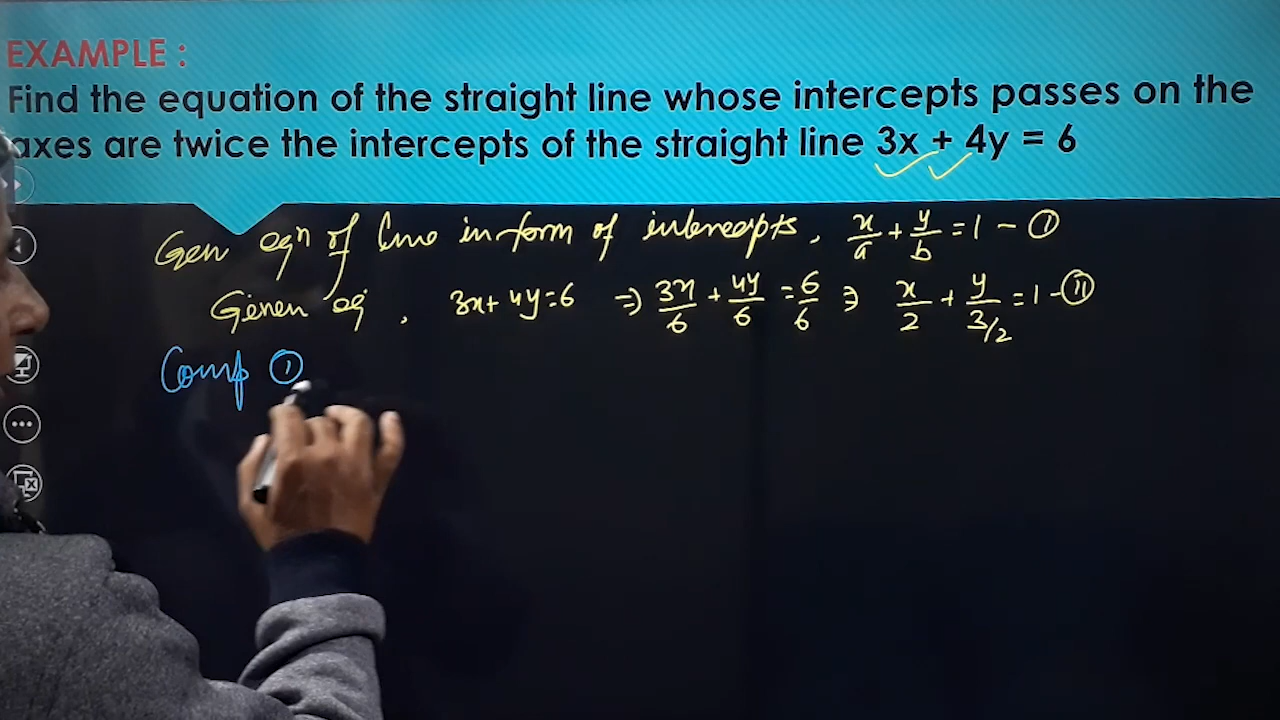 EXAMPLE :
Find the equation of the straight line whose intercepts passes on the
axes are twice the intercepts of the straight line 3x + 4y = 6
Gen eqⁿ of line in form of intercepts, x/a + y/b = 1 - ①
Given eq, 3x + 4y = 6 ⇒ 3x/6 + 4y/6 = 6/6 ∋ x/2 + y/3/2 = 1 - ⑪
Comp ①